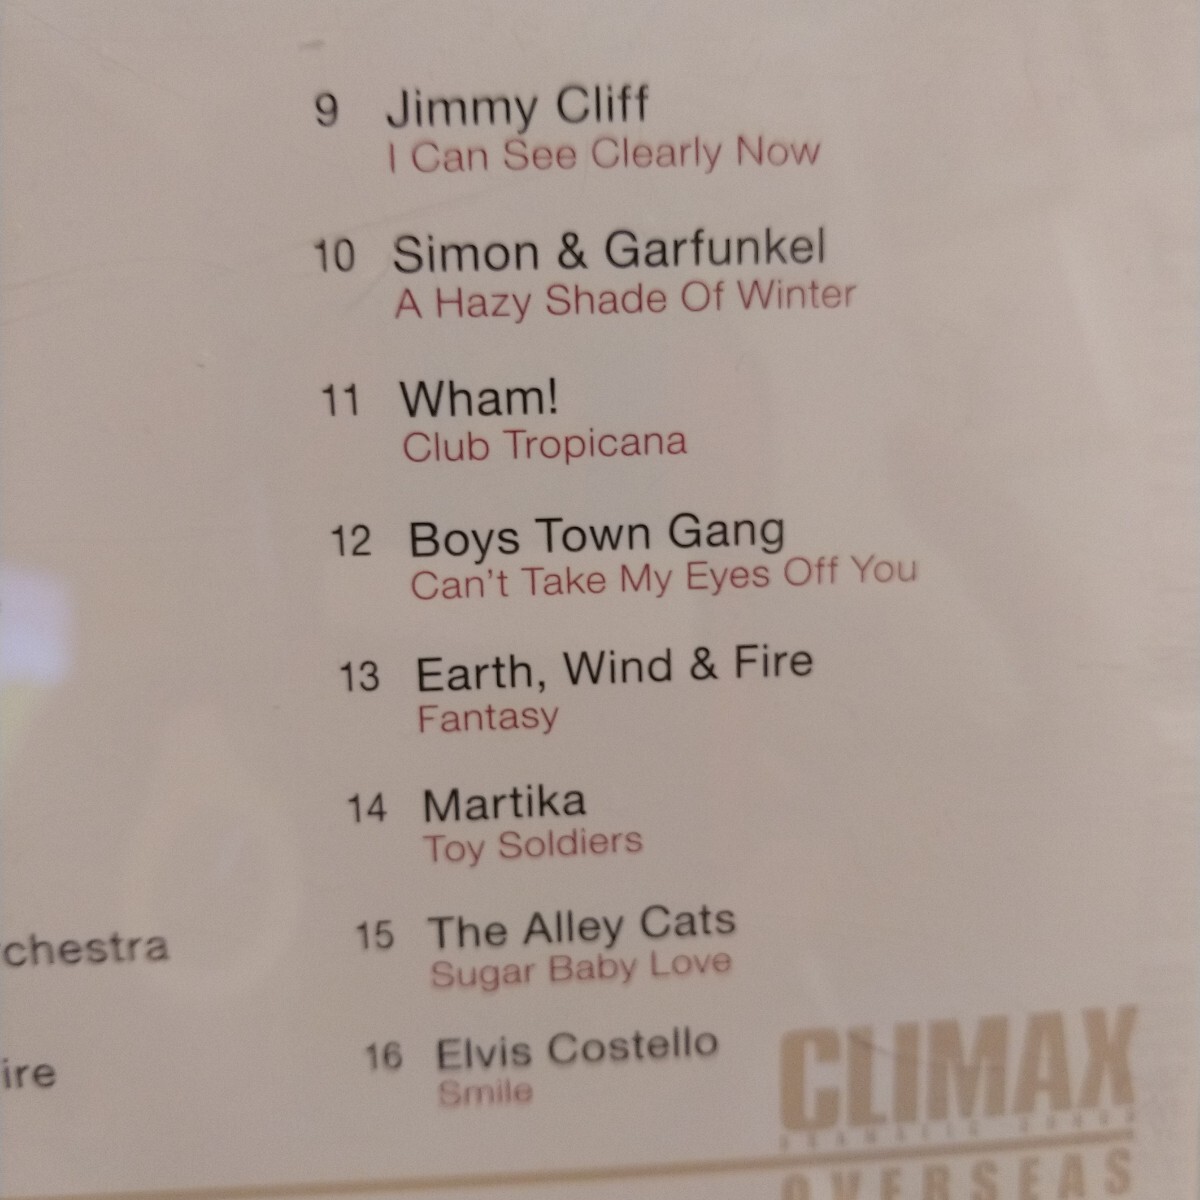 9 Jimmy Cliff
I Can See Clearly Now
10 Simon & Garfunkel
A Hazy Shade Of Winter
11 Wham!
Club Tropicana
12 Boys Town Gang
Can't Take My Eyes Off You
13 Earth, Wind & Fire
Fantasy
14 Martika
Toy Soldiers
chestra
15 The Alley Cats
Sugar Baby Love
ire
16 Elvis Costello
Smile
CLIMAX
OVERSEAS